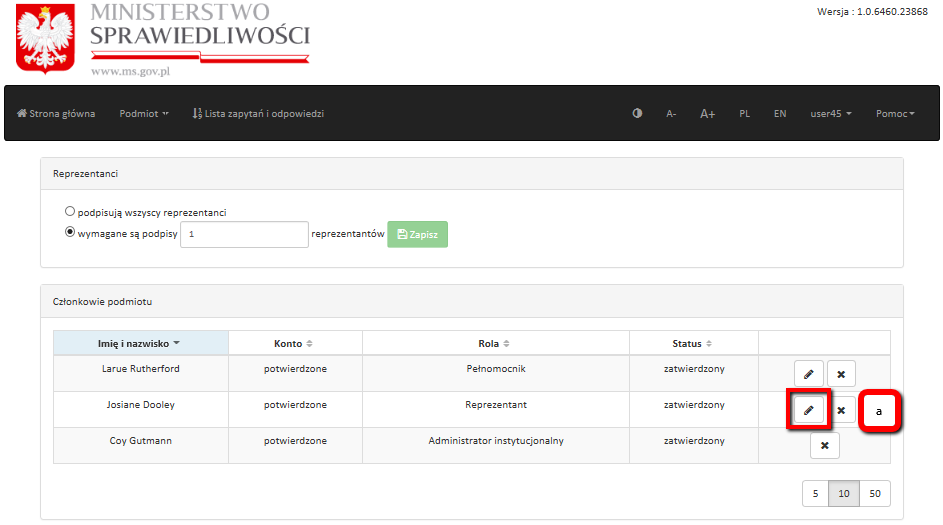 MINISTERSTWO
SPRAWIEDLIWOŚCI
www.ms.gov.pl
Wersja : 1.0.6460.23868
Strona główna Podmiot Lista zapytań i odpowiedzi A- A+ PL EN user45 Pomoc
Reprezentanci
podpisują wszyscy reprezentanci
wymagane są podpisy 1 reprezentantów Zapisz
Członkowie podmiotu
Imię i nazwisko Konto Rola Status
Larue Rutherford potwierdzone Pełnomocnik zatwierdzony
Josiane Dooley potwierdzone Reprezentant zatwierdzony a
Coy Gutmann potwierdzone Administrator instytucjonalny zatwierdzony
5 10 50